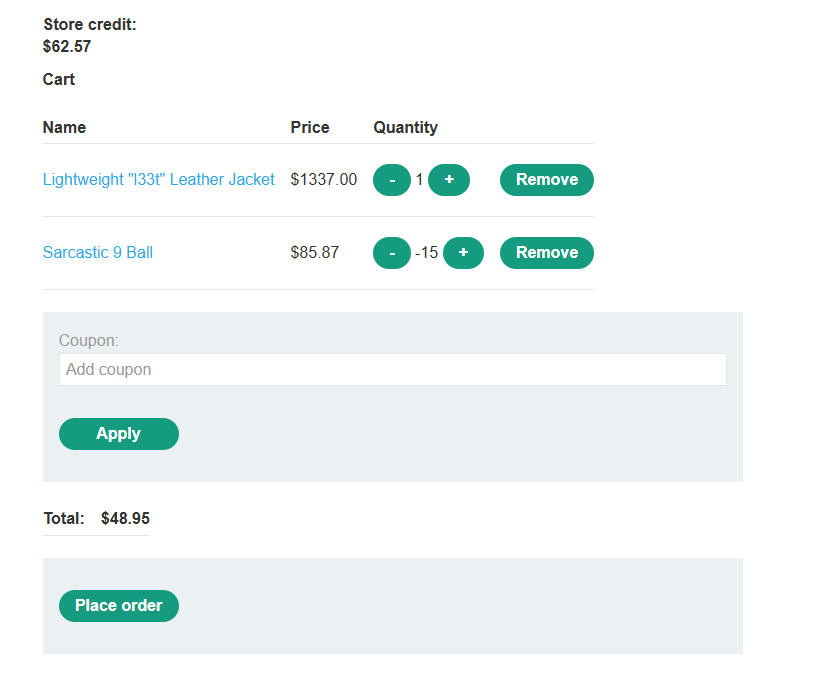 Store credit:
$62.57
Cart
Name Price Quantity
Lightweight "l33t" Leather Jacket $1337.00 - 1 + Remove
Sarcastic 9 Ball $85.87 - -15 + Remove
Coupon:
Add coupon
Apply
Total: $48.95
Place order